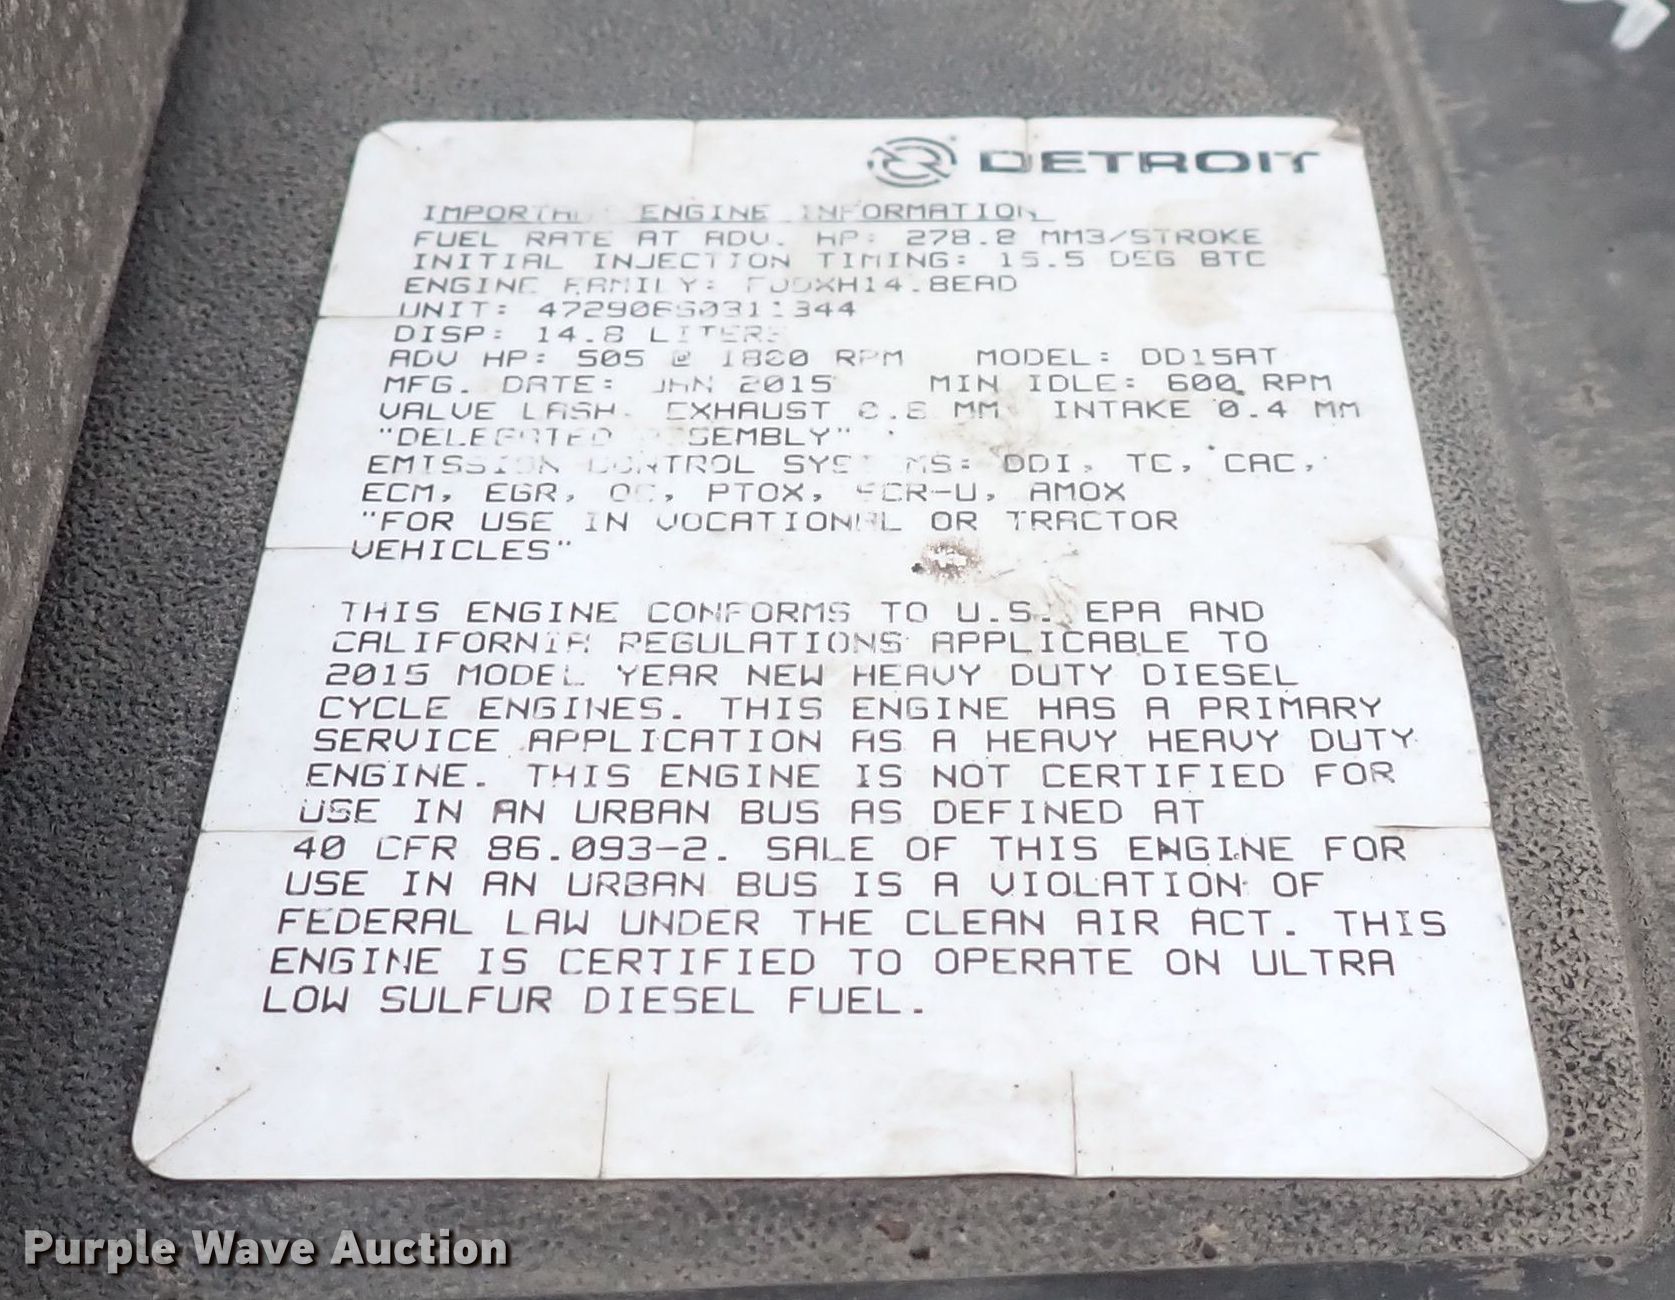 DETROIT
IMPORTANT ENGINE INFORMATION
FUEL RATE AT ADV. HP: 278.2 MM3/STROKE
INITIAL INJECTION TIMING: 15.5 DEG BTC
ENGINE FAMILY: FDDXH14.8EAD
UNIT: 472906S0311344
DISP: 14.8 LITERS
ADV HP: 505 @ 1800 RPM MODEL: DD15AT
MFG. DATE: JAN 2015 MIN IDLE: 600 RPM
VALVE LASH. EXHAUST MM INTAKE 0.4 MM
"DELEGATED ASSEMBLY"
EMISSION CONTROL SYSTEMS: DDI, TC, CAC,
ECM, EGR, OC, PTOX, SCR-U, AMOX
"FOR USE IN VOCATIONAL OR TRACTOR
VEHICLES"
THIS ENGINE CONFORMS TO U.S. EPA AND
CALIFORNIA REGULATIONS APPLICABLE TO
2015 MODEL YEAR NEW HEAVY DUTY DIESEL
CYCLE ENGINES. THIS ENGINE HAS A PRIMARY
SERVICE APPLICATION AS A HEAVY HEAVY DUTY
ENGINE. THIS ENGINE IS NOT CERTIFIED FOR
USE IN AN URBAN BUS AS DEFINED AT
40 CFR 86.093-2. SALE OF THIS ENGINE FOR
USE IN AN URBAN BUS IS A VIOLATION OF
FEDERAL LAW UNDER THE CLEAN AIR ACT. THIS
ENGINE IS CERTIFIED TO OPERATE ON ULTRA
LOW SULFUR DIESEL FUEL.
Purple Wave Auction